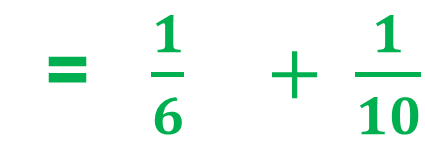 = 1/6 + 1/10